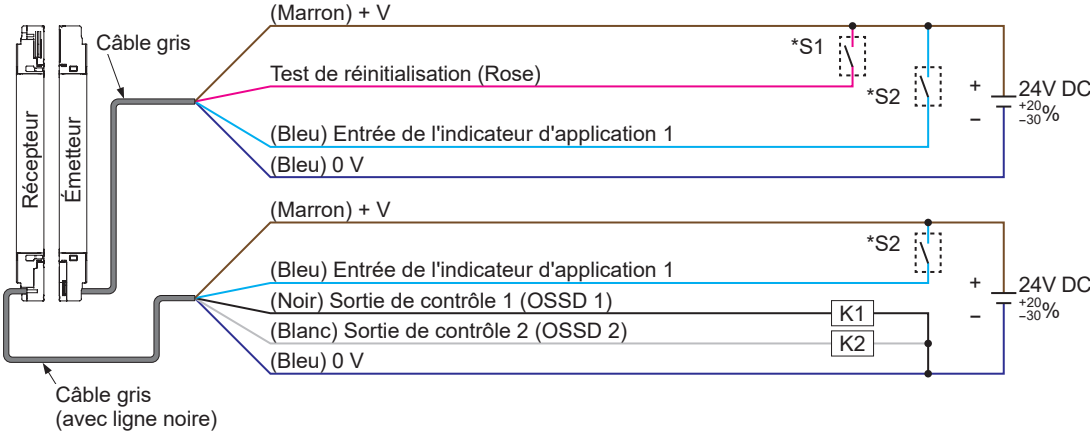 (Marron) + V
Câble gris
*S1
Test de réinitialisation (Rose)
*S2
+
24V DC
+20
–30 %
–
(Bleu) Entrée de l'indicateur d'application 1
(Bleu) 0 V
Récepteur
Émetteur
(Marron) + V
*S2
(Bleu) Entrée de l'indicateur d'application 1
+
24V DC
+20
–30 %
–
(Noir) Sortie de contrôle 1 (OSSD 1)
K1
(Blanc) Sortie de contrôle 2 (OSSD 2)
K2
(Bleu) 0 V
Câble gris
(avec ligne noire)